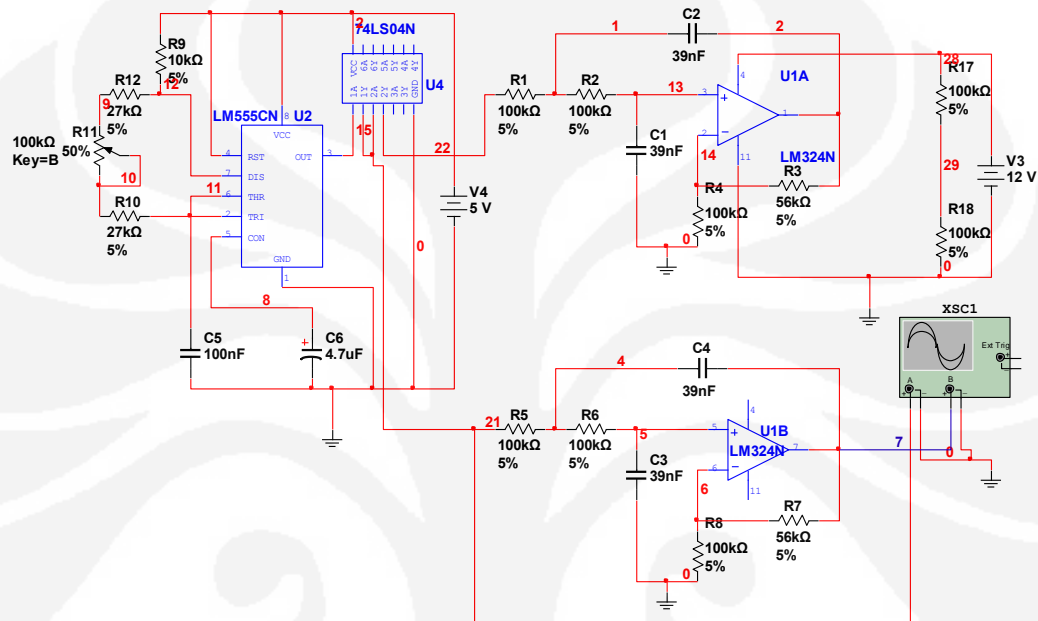 2
74LS04N
VCC 6A 6Y 5A 5Y 4A 4Y
1A 1Y 2A 2Y 3A 3Y GND
U4
R9
10kΩ
5%
12
R12
27kΩ
5%
9
100kΩ
R11
Key=B
50%
10
R10
27kΩ
5%
11
LM555CN
U2
8
VCC
4
RST
OUT
3
7
DIS
6
THR
2
TRI
5
CON
GND
1
15
22
0
V4
5 V
8
C5
100nF
C6
+
4.7uF
1
C2
39nF
2
R1
100kΩ
5%
R2
100kΩ
5%
13
C1
39nF
U1A
4
3
+
1
2
−
11
14
LM324N
R3
56kΩ
5%
R4
100kΩ
5%
0
28
R17
100kΩ
5%
29
V3
12 V
R18
100kΩ
5%
0
XSC1
Ext Trig
+
−
A
B
+
−
+
−
4
C4
39nF
21
R5
100kΩ
5%
R6
100kΩ
5%
5
C3
39nF
U1B
LM324N
4
5
+
7
6
−
11
7
0
6
R7
56kΩ
5%
R8
100kΩ
5%
0